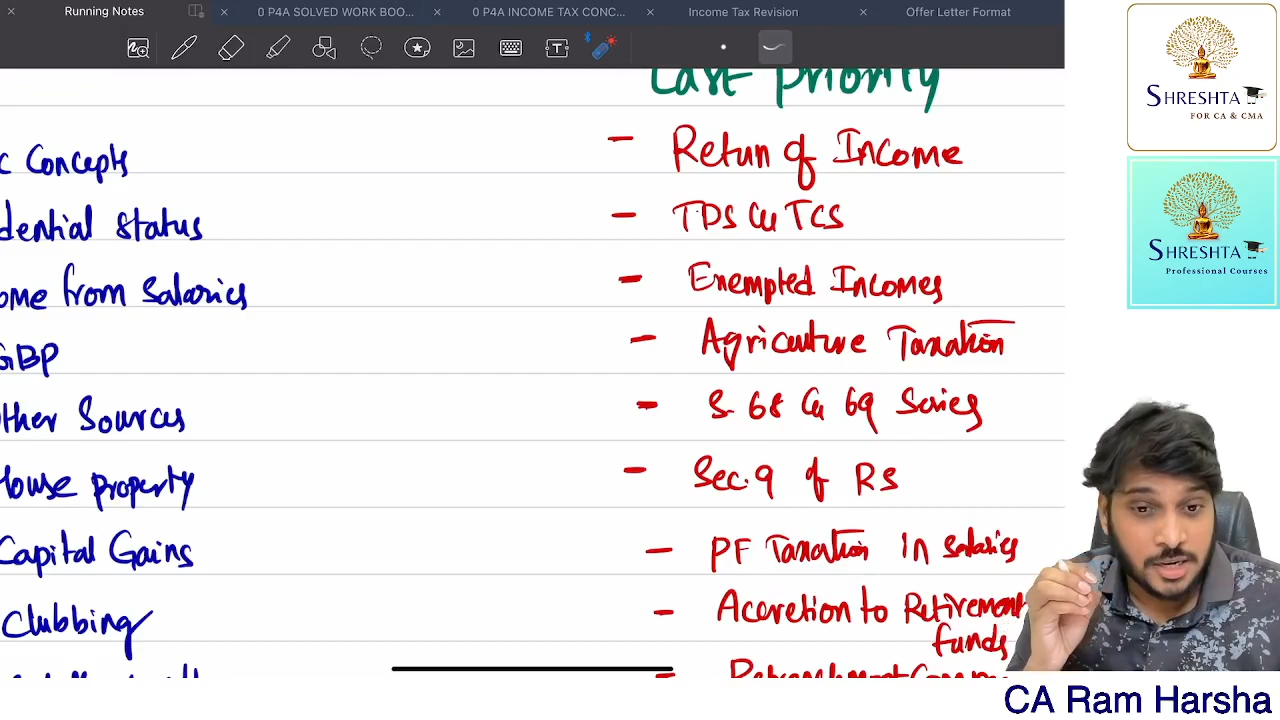 Running Notes
0 P4A SOLVED WORK BOO...
0 P4A INCOME TAX CONC...
Income Tax Revision
Offer Letter Format
Last Priority
c Concepts
- Retun of Income
dential status
- TDS & TCS
ome from Salaries
- Exempted Incomes
GBP
- Agriculture Taxation
Other Sources
- S. 68 & 69 Series
House property
- Sec. 9 of RS
Capital Gains
- PF Taxation in Salaries
Clubbing
- Accretion to Retirement
funds
SHRESHTA
FOR CA & CMA
SHRESHTA
Professional Courses
CA Ram Harsha